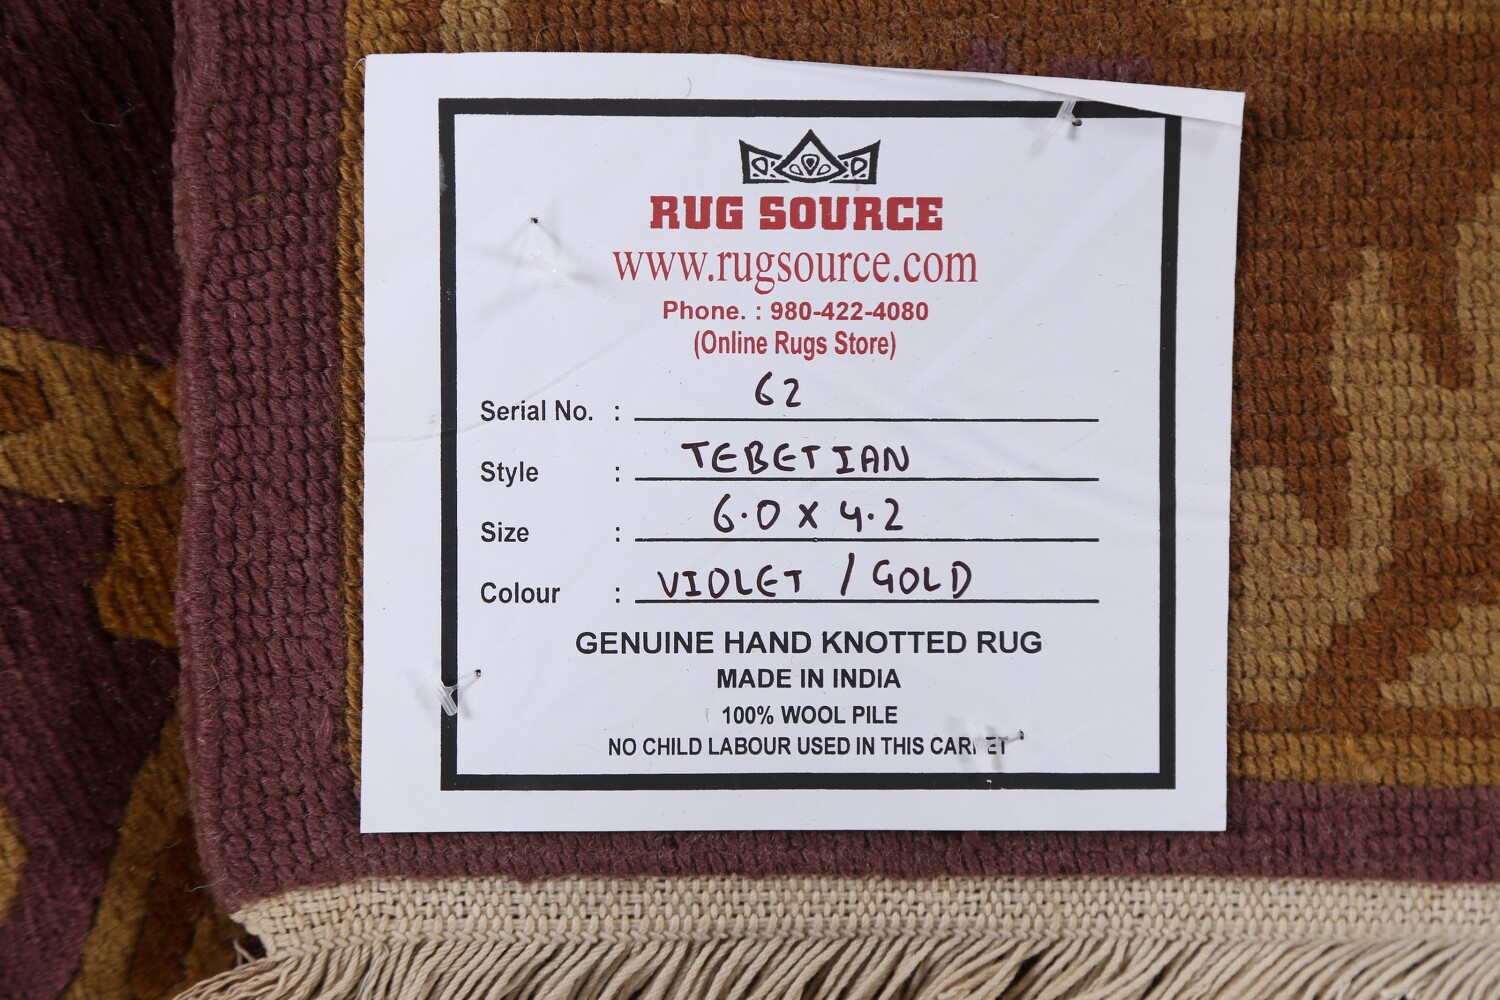 RUG SOURCE
www.rugsource.com
Phone. : 980-422-4080
(Online Rugs Store)
Serial No. : 62
Style : TEBETIAN
Size : 6.0 x 4.2
Colour : VIOLET / GOLD
GENUINE HAND KNOTTED RUG
MADE IN INDIA
100% WOOL PILE
NO CHILD LABOUR USED IN THIS CARPET